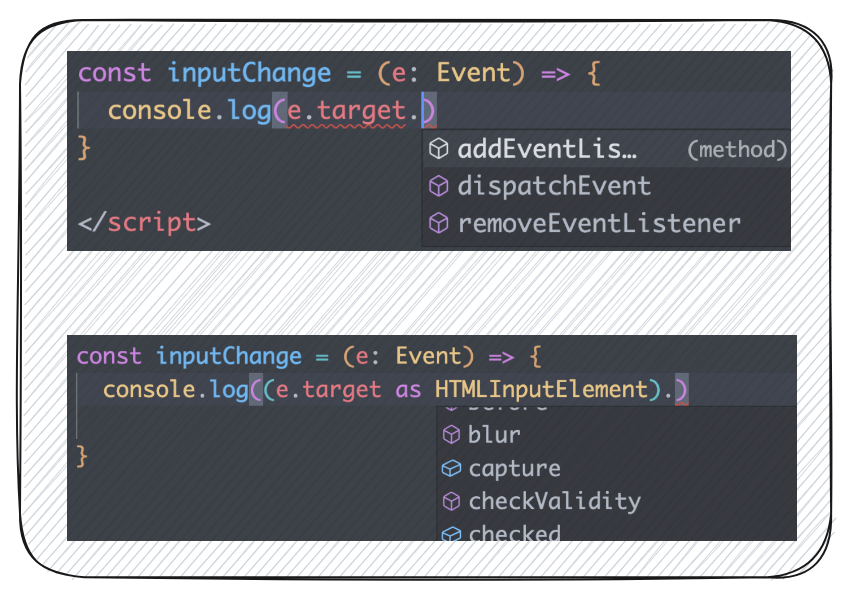 const inputChange = (e: Event) => {
console.log(e.target.)
addEventLis… (method)
}
dispatchEvent
</script>
removeEventListener
const inputChange = (e: Event) => {
console.log((e.target as HTMLInputElement).)
before
blur
}
capture
checkValidity
checked